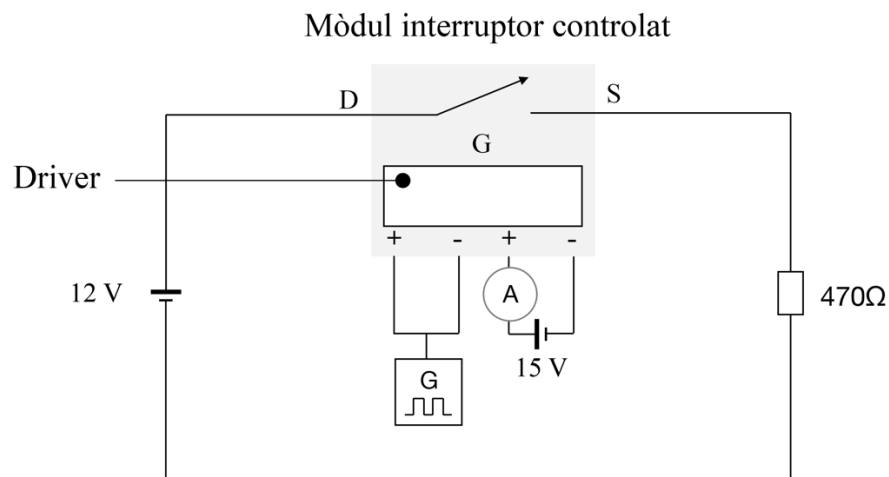 Mòdul interruptor controlat
D
S
G
Driver
+ - + -
12 V
A
470Ω
15 V
G